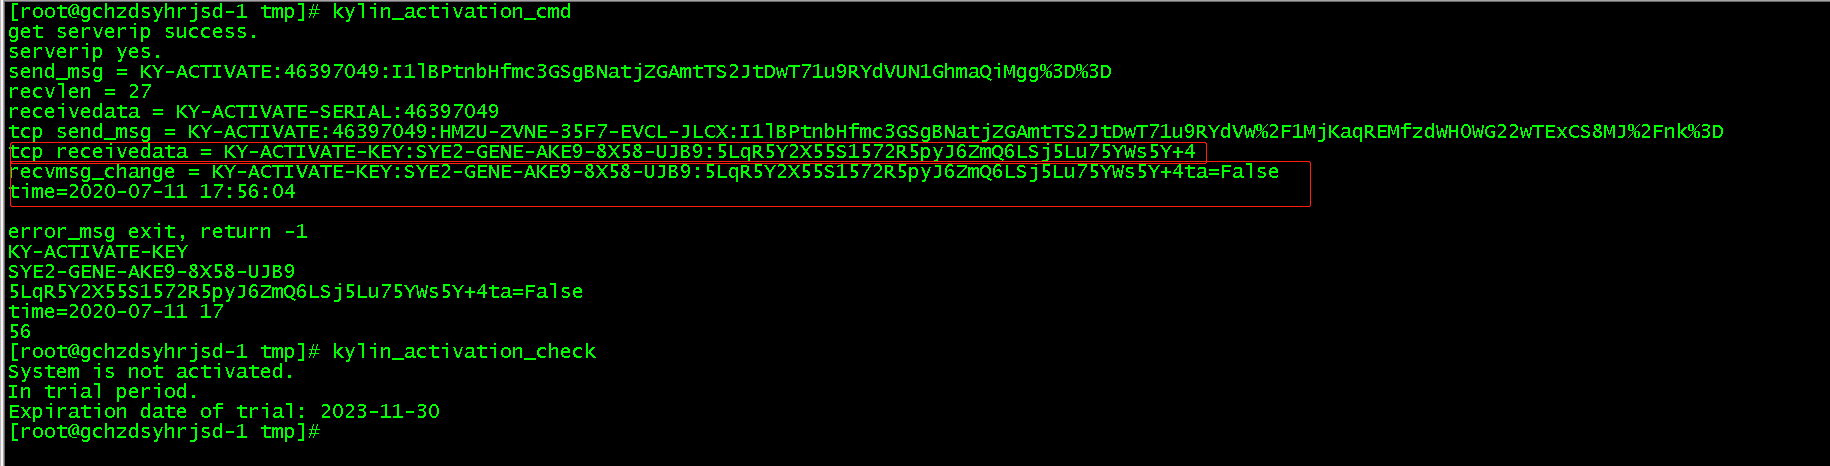 [root@gchzdsyhrjsd-1 tmp]# kylin_activation_cmd
get serverip success.
serverip yes.
send_msg = KY-ACTIVATE:46397049:I1lBPtnbHfmc3GSgBNatjZGAmtTS2JtDwT71u9RYdVUN1GhmaQiMgg%3D%3D
recvlen = 27
receivedata = KY-ACTIVATE-SERIAL:46397049
tcp send_msg = KY-ACTIVATE:46397049:HMZU-ZVNE-35F7-EVCL-JLCX:I1lBPtnbHfmc3GSgBNatjZGAmtTS2JtDwT71u9RYdVW%2F1MjKaqREMfzdWH0WG22wTExCS8MJ%2Fnk%3D
tcp receivedata = KY-ACTIVATE-KEY:SYE2-GENE-AKE9-8X58-UJB9:5LqR5Y2X55S1572R5pyJ6ZmQ6LSj5Lu75YWs5Y+4
recvmsg_change = KY-ACTIVATE-KEY:SYE2-GENE-AKE9-8X58-UJB9:5LqR5Y2X55S1572R5pyJ6ZmQ6LSj5Lu75YWs5Y+4ta=False
time=2020-07-11 17:56:04
error_msg exit, return -1
KY-ACTIVATE-KEY
SYE2-GENE-AKE9-8X58-UJB9
5LqR5Y2X55S1572R5pyJ6ZmQ6LSj5Lu75YWs5Y+4ta=False
time=2020-07-11 17
56
[root@gchzdsyhrjsd-1 tmp]# kylin_activation_check
System is not activated.
In trial period.
Expiration date of trial: 2023-11-30
[root@gchzdsyhrjsd-1 tmp]#